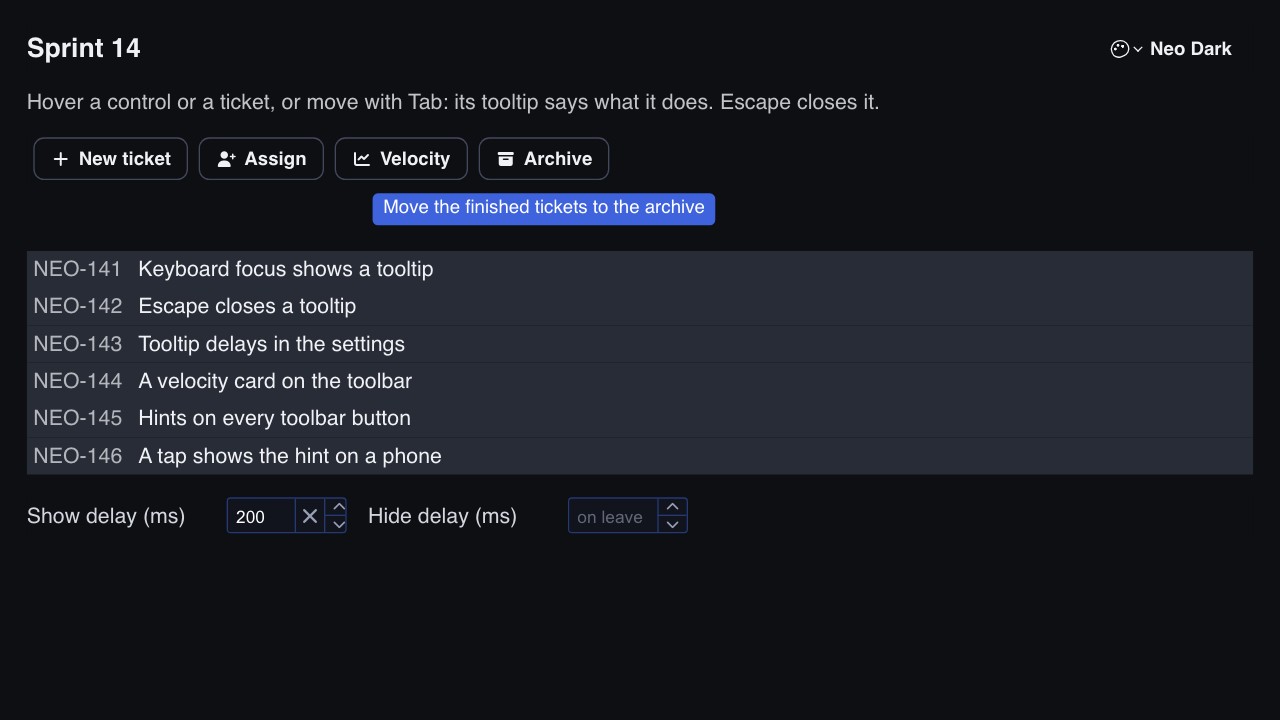 Sprint 14
Neo Dark
Hover a control or a ticket, or move with Tab: its tooltip says what it does. Escape closes it.
New ticket
Assign
Velocity
Archive
Move the finished tickets to the archive
NEO-141 Keyboard focus shows a tooltip
NEO-142 Escape closes a tooltip
NEO-143 Tooltip delays in the settings
NEO-144 A velocity card on the toolbar
NEO-145 Hints on every toolbar button
NEO-146 A tap shows the hint on a phone
Show delay (ms) 200 Hide delay (ms) on leave